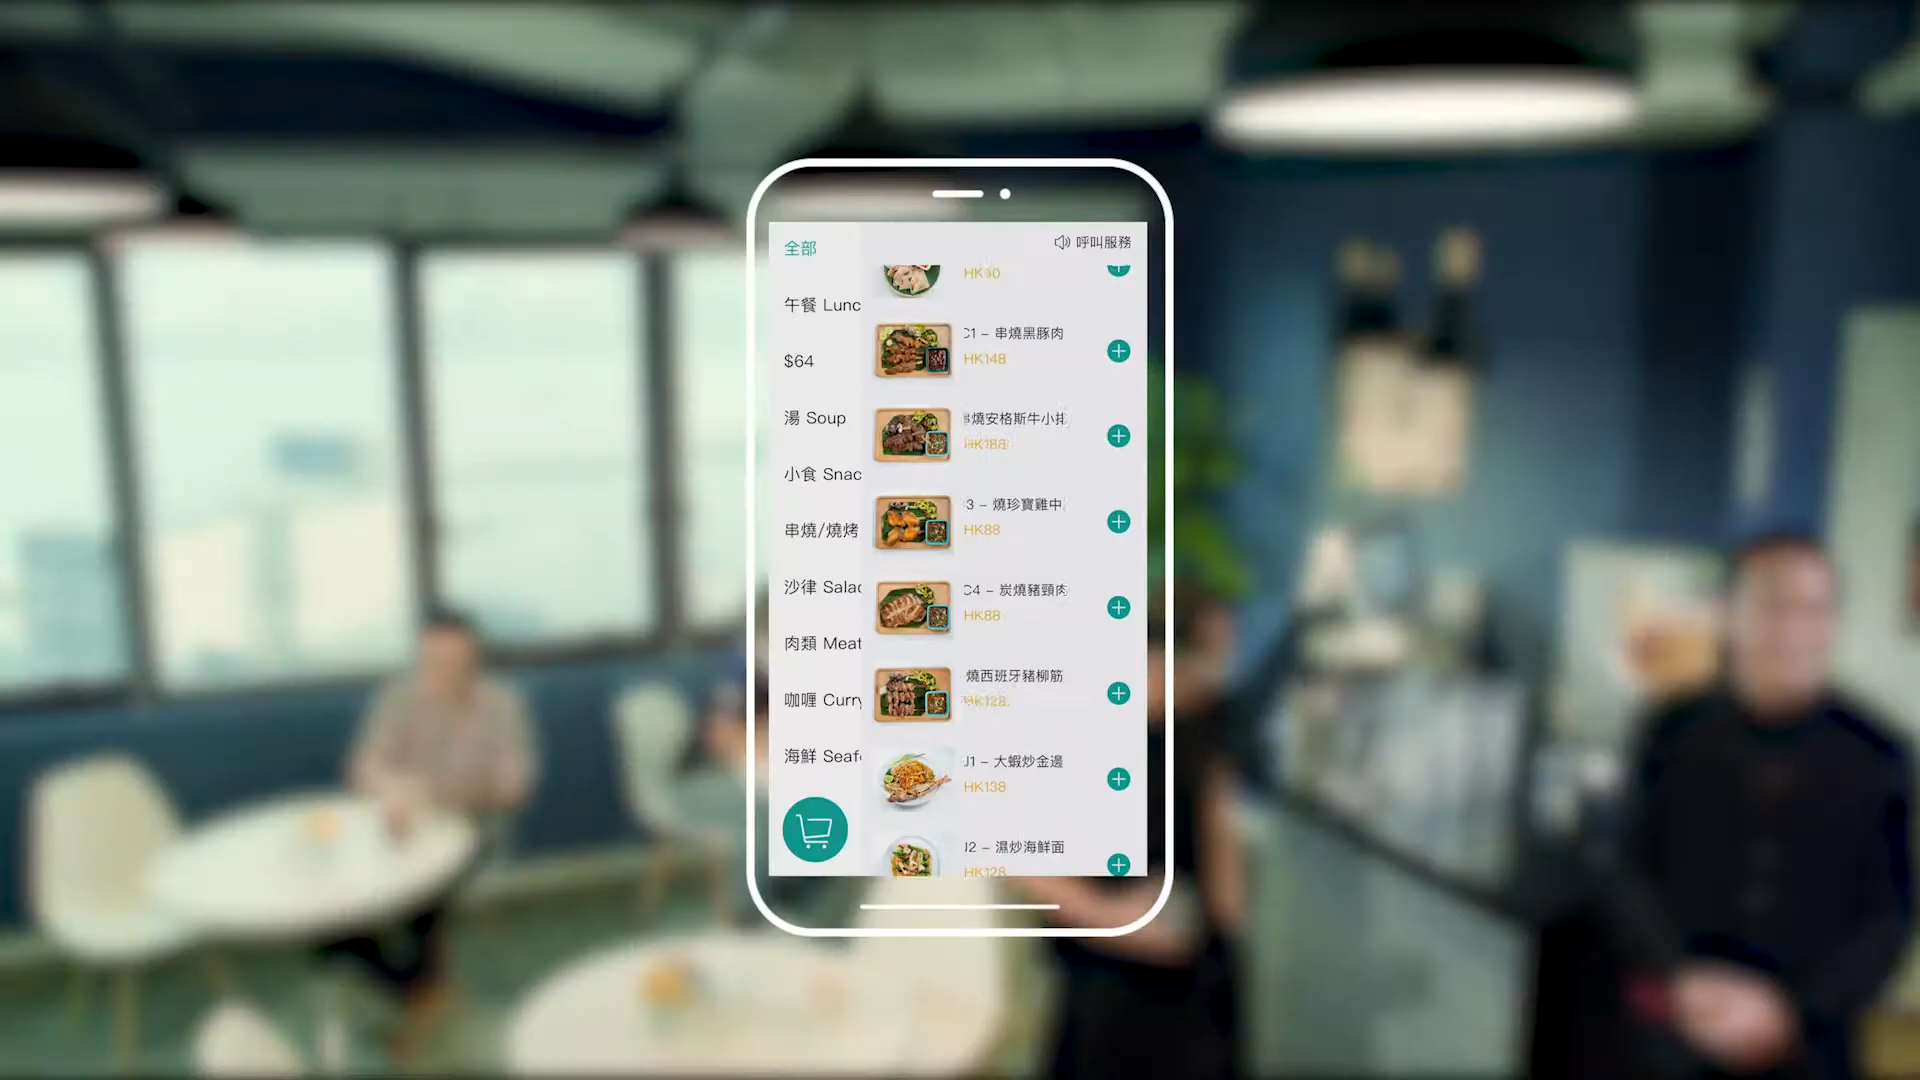 全部
呼叫服務
午餐 Lunc
$64
湯 Soup
小食 Snac
串燒/燒烤
沙律 Salad
肉類 Meat
咖喱 Curry
海鮮 Seaf
C1 – 串燒黑豚肉
HK148
燒安格斯牛小排
HK188
3 – 燒珍寶雞中
HK88
C4 – 炭燒豬頸肉
HK88
燒西班牙豬柳筋
HK128
J1 – 大蝦炒金邊
HK138
J2 – 濕炒海鮮面
HK128